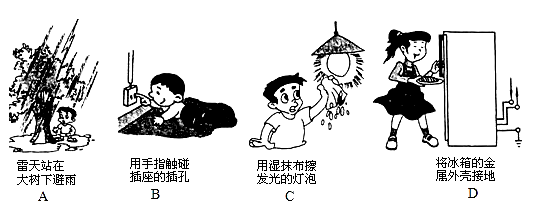 雷天站在
大树下避雨
A
用手指触碰
插座的插孔
B
用湿抹布擦
发光的灯泡
C
将冰箱的金
属外壳接地
D